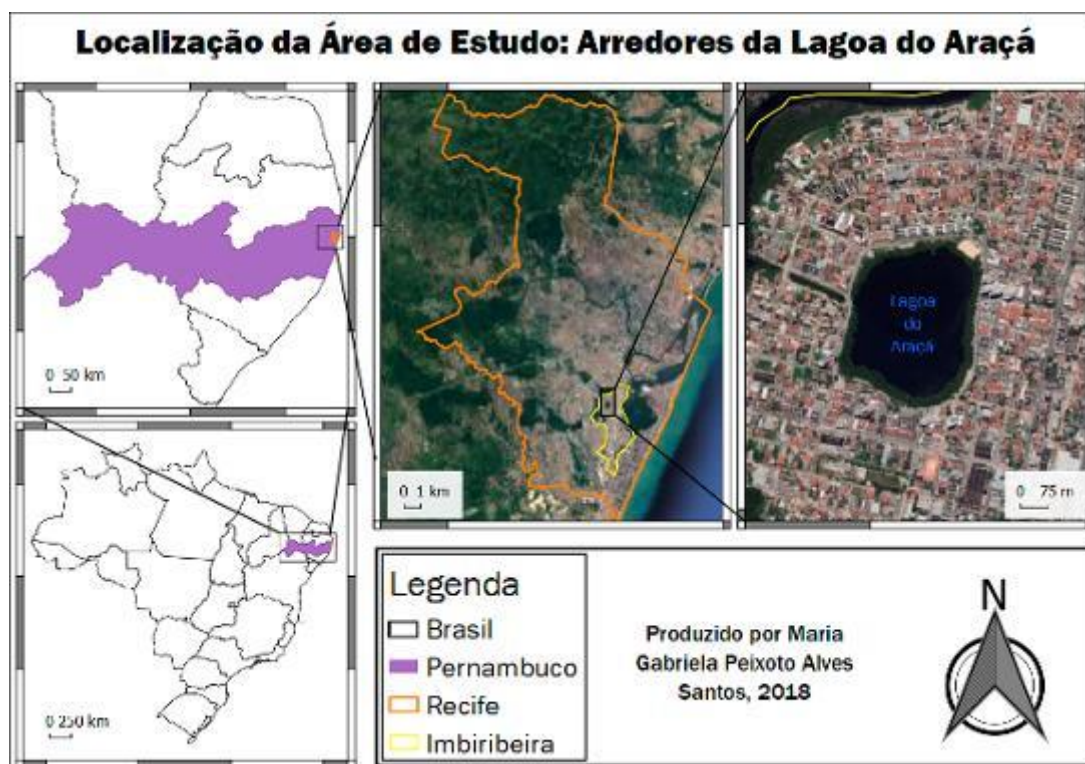 Localização da Área de Estudo: Arredores da Lagoa do Araçá
0 50 km
0 1 km
Lagoa
do
Araçá
0 75 m
0 250 km
Legenda
Brasil
Pernambuco
Recife
Imbiribeira
Produzido por Maria
Gabriela Peixoto Alves
Santos, 2018
N